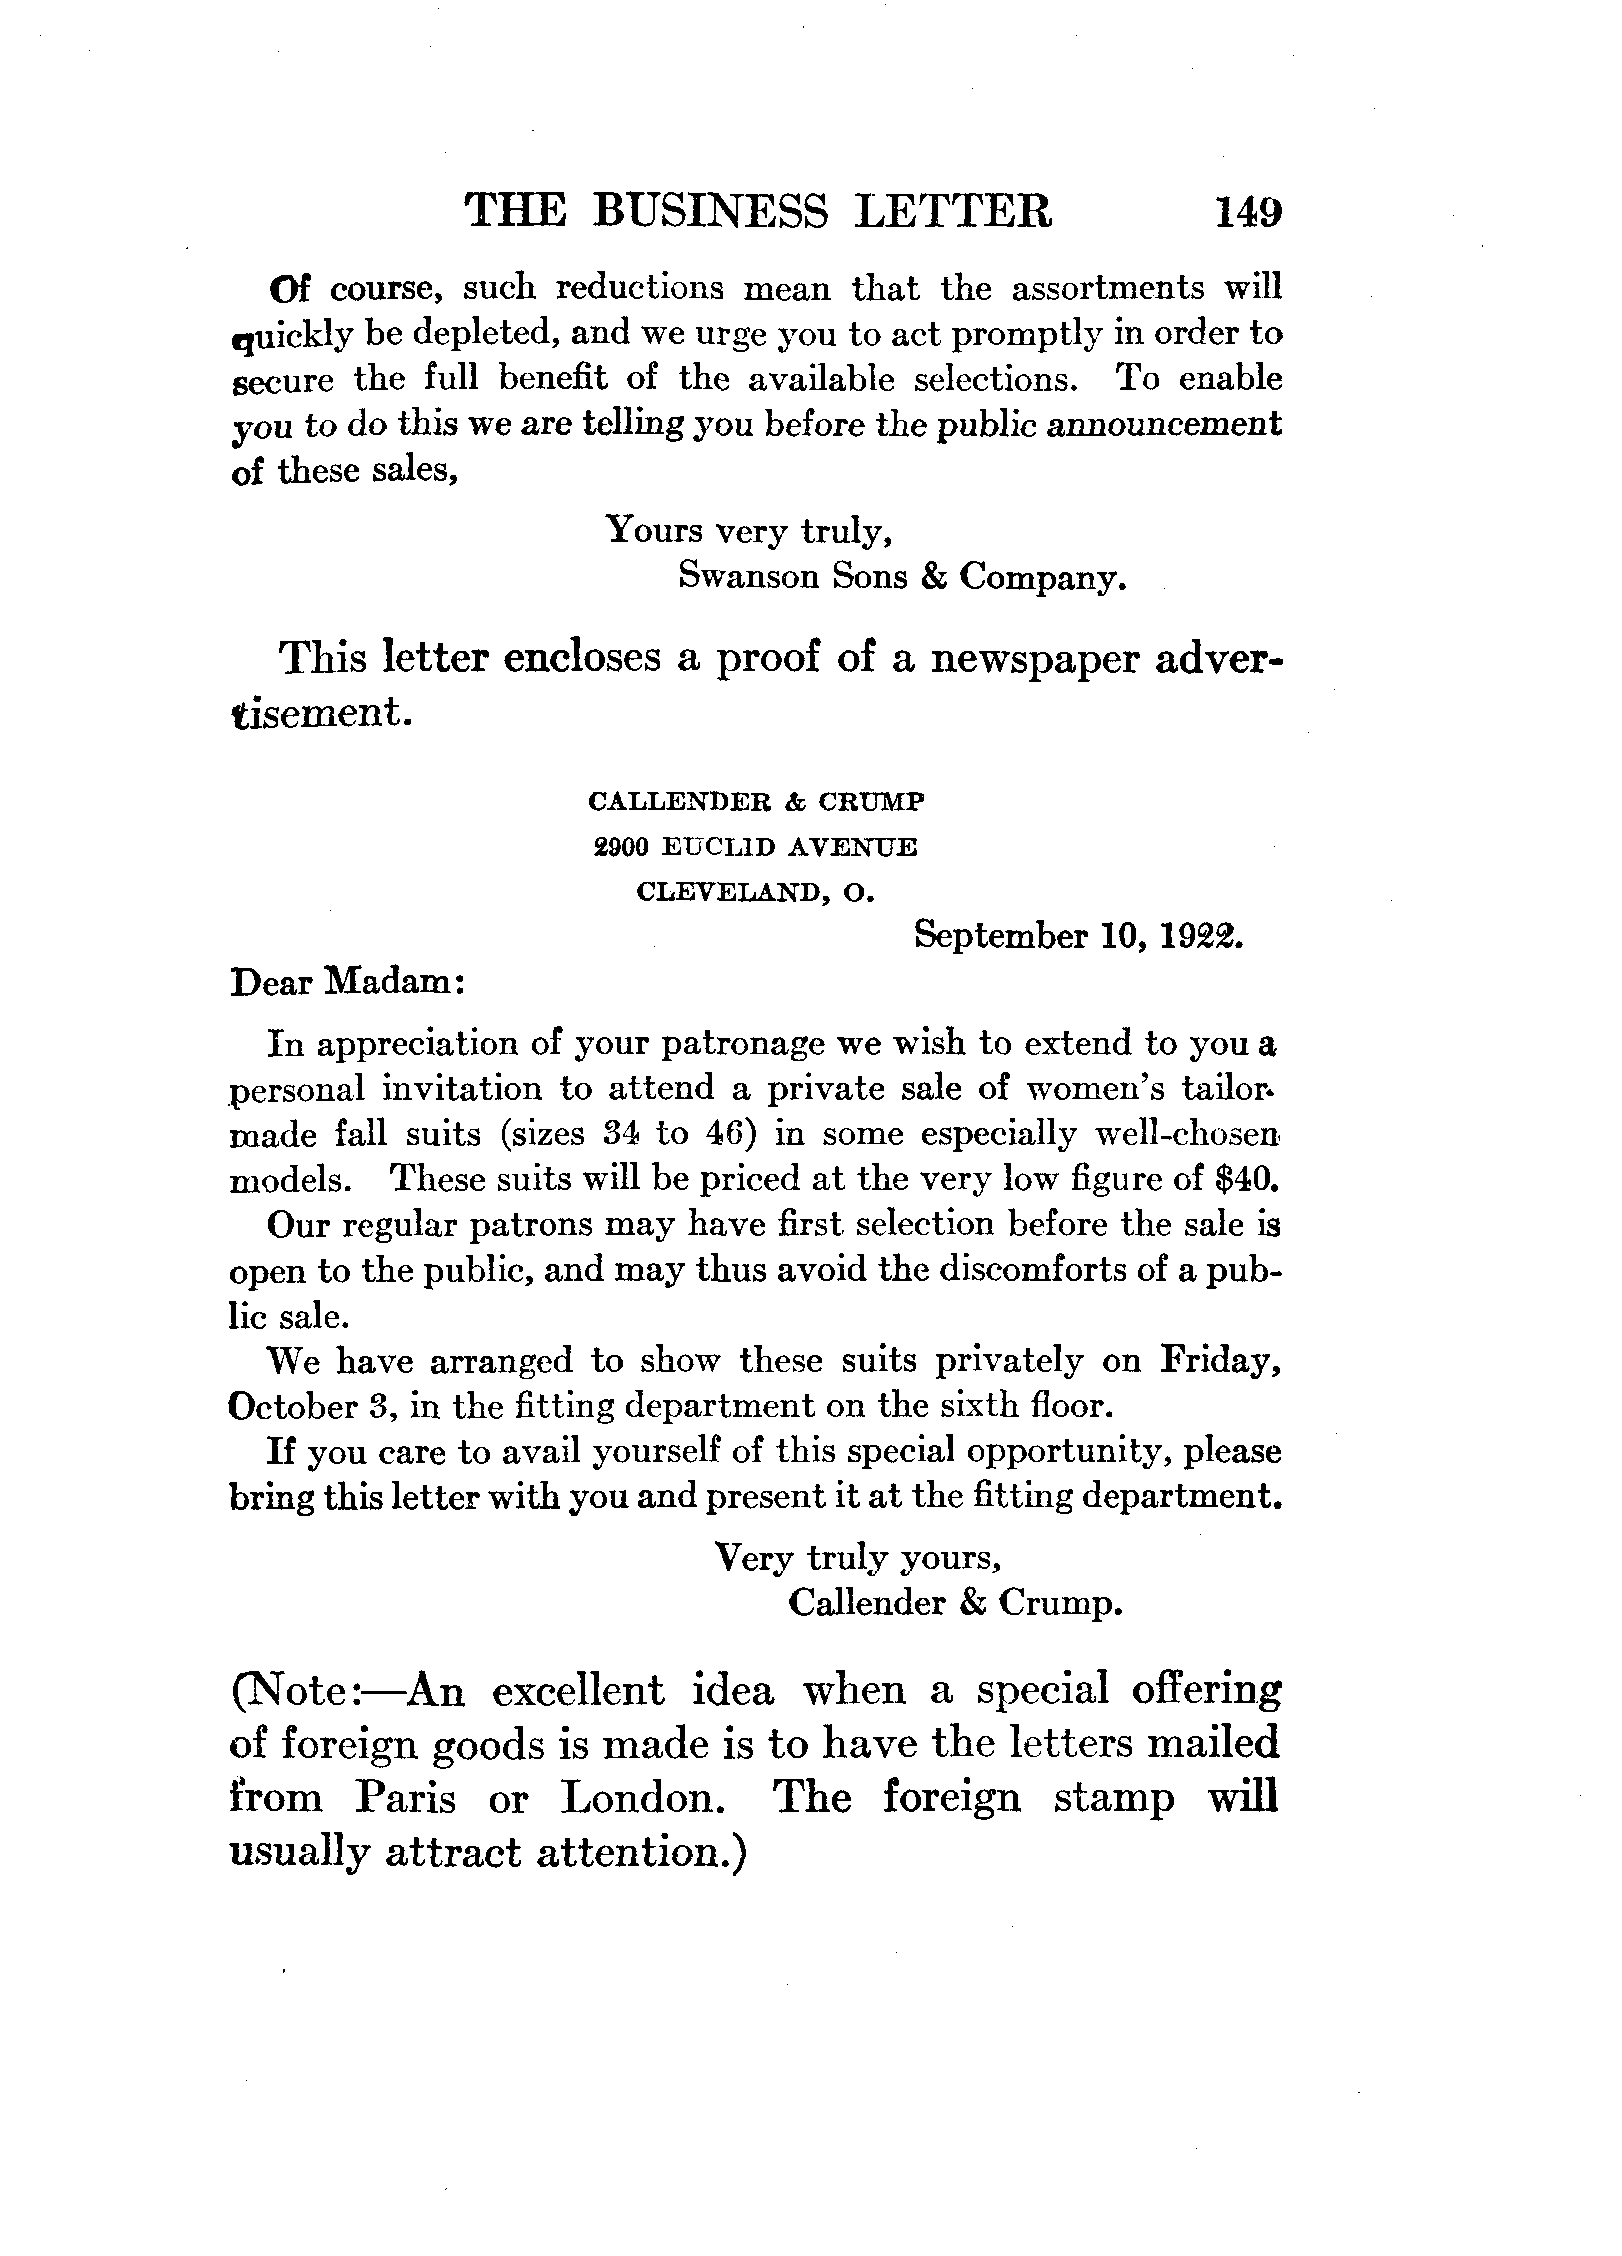 THE BUSINESS LETTER 149
Of course, such reductions mean that the assortments will
quickly be depleted, and we urge you to act promptly in order to
secure the full benefit of the available selections. To enable
you to do this we are telling you before the public announcement
of these sales,
Yours very truly,
Swanson Sons & Company.
This letter encloses a proof of a newspaper adver-
tisement.
CALLENDER & CRUMP
2900 EUCLID AVENUE
CLEVELAND, O.
September 10, 1922.
Dear Madam:
In appreciation of your patronage we wish to extend to you a
personal invitation to attend a private sale of women's tailor-
made fall suits (sizes 34 to 46) in some especially well-chosen
models. These suits will be priced at the very low figure of $40.
Our regular patrons may have first selection before the sale is
open to the public, and may thus avoid the discomforts of a pub-
lic sale.
We have arranged to show these suits privately on Friday,
October 3, in the fitting department on the sixth floor.
If you care to avail yourself of this special opportunity, please
bring this letter with you and present it at the fitting department.
Very truly yours,
Callender & Crump.
(Note:—An excellent idea when a special offering
of foreign goods is made is to have the letters mailed
from Paris or London. The foreign stamp will
usually attract attention.)